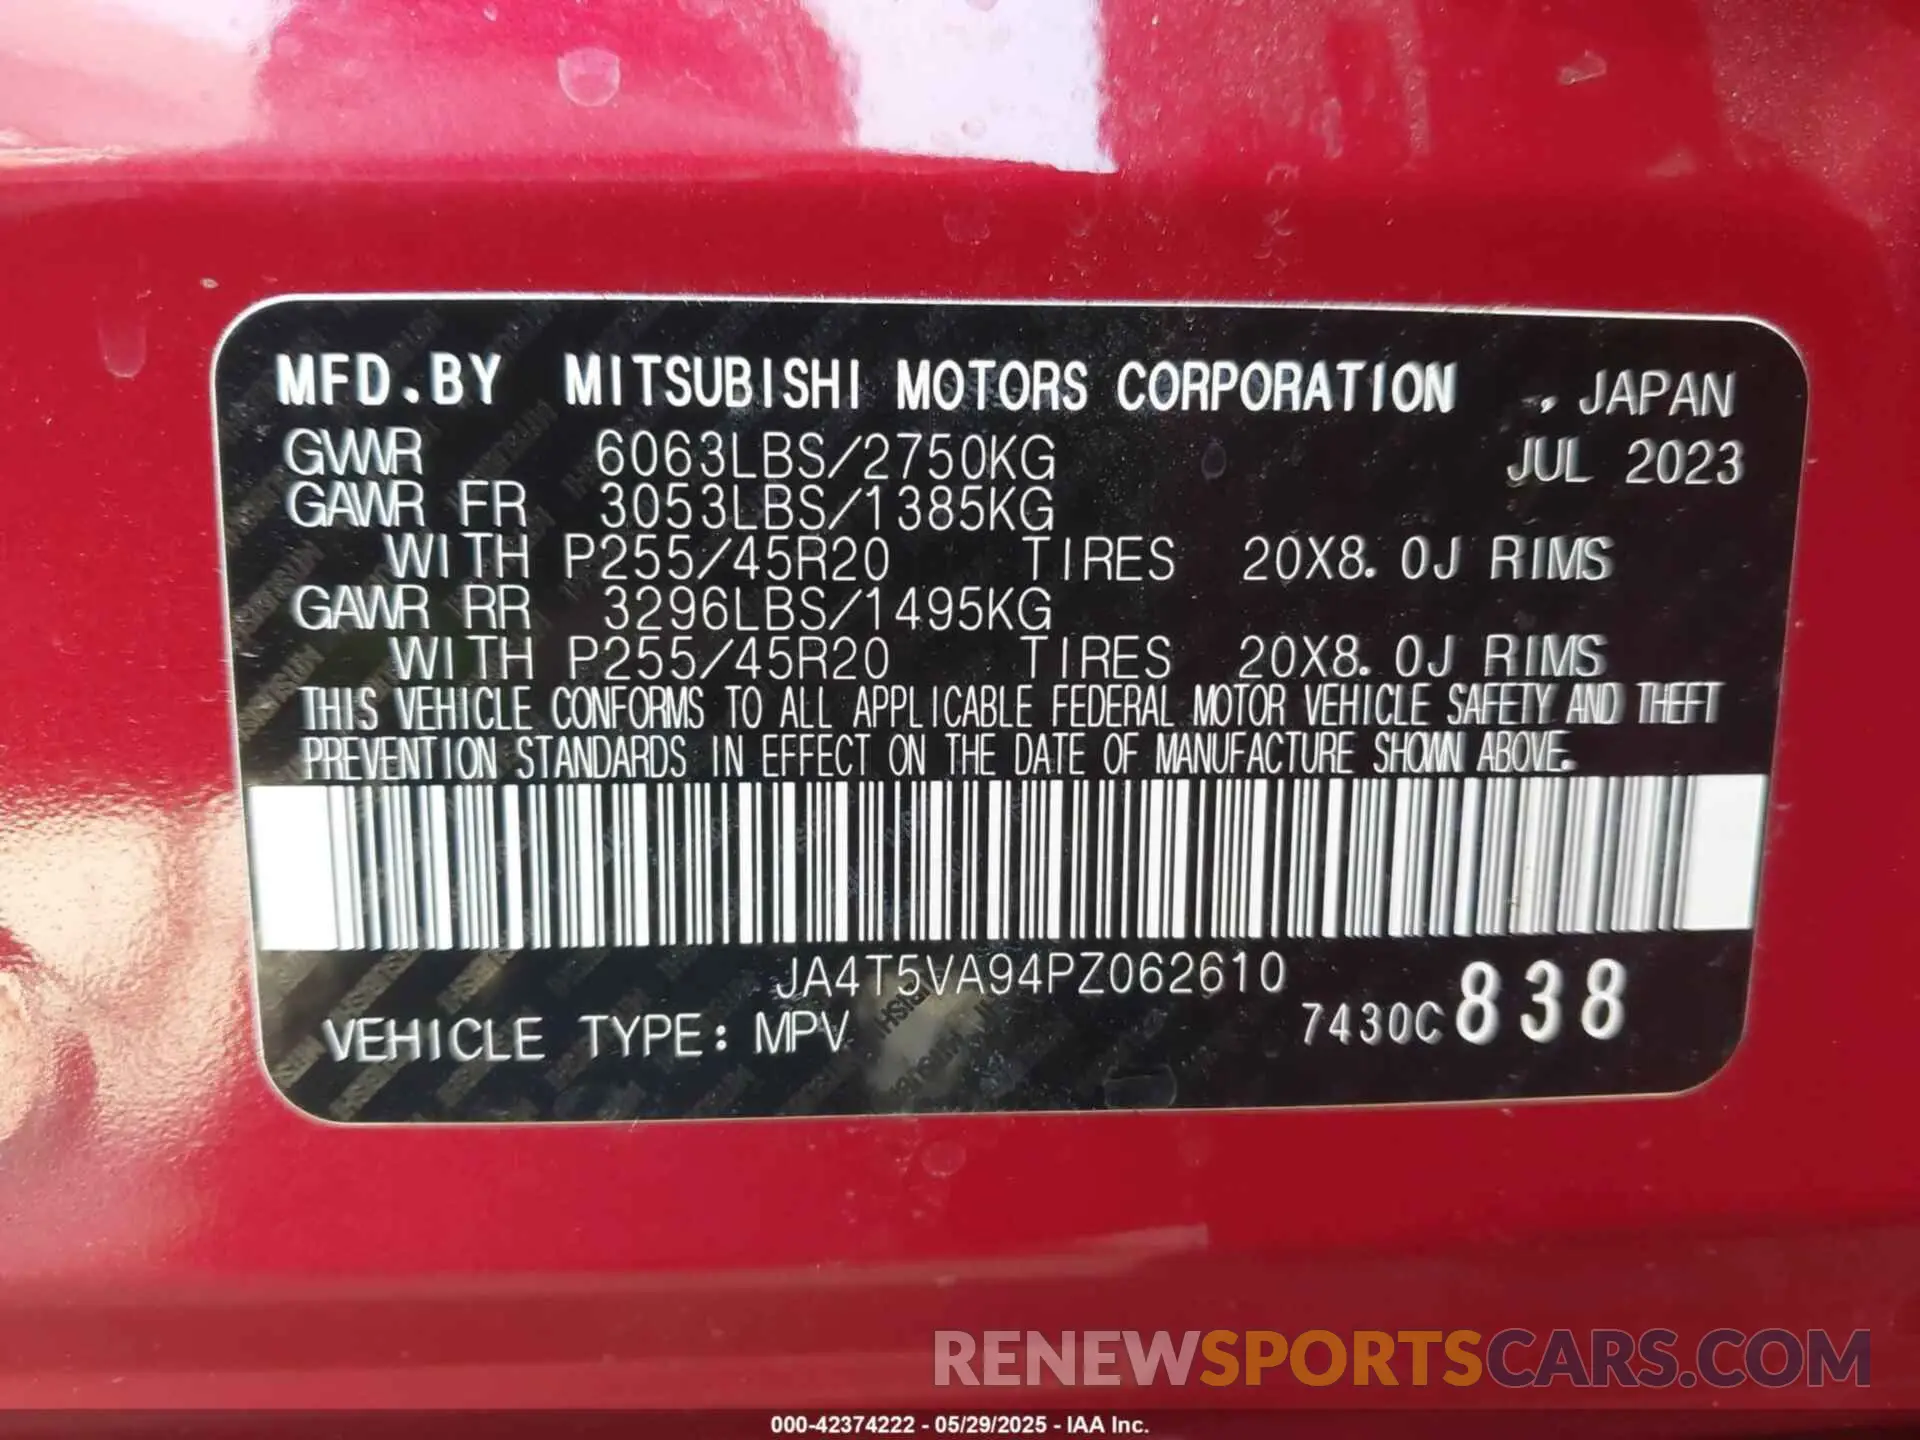 MFD.BY MITSUBISHI MOTORS CORPORATION , JAPAN
GVWR 6063LBS/2750KG JUL 2023
GAWR FR 3053LBS/1385KG
WITH P255/45R20 TIRES 20X8.0J RIMS
GAWR RR 3296LBS/1495KG
WITH P255/45R20 TIRES 20X8.0J RIMS
THIS VEHICLE CONFORMS TO ALL APPLICABLE FEDERAL MOTOR VEHICLE SAFETY AND THEFT
PREVENTION STANDARDS IN EFFECT ON THE DATE OF MANUFACTURE SHOWN ABOVE.
JA4T5VA94PZ062610
VEHICLE TYPE: MPV 7430C 838
RENEWSPORTSCARS.COM
000-42374222 - 05/29/2025 - IAA Inc.